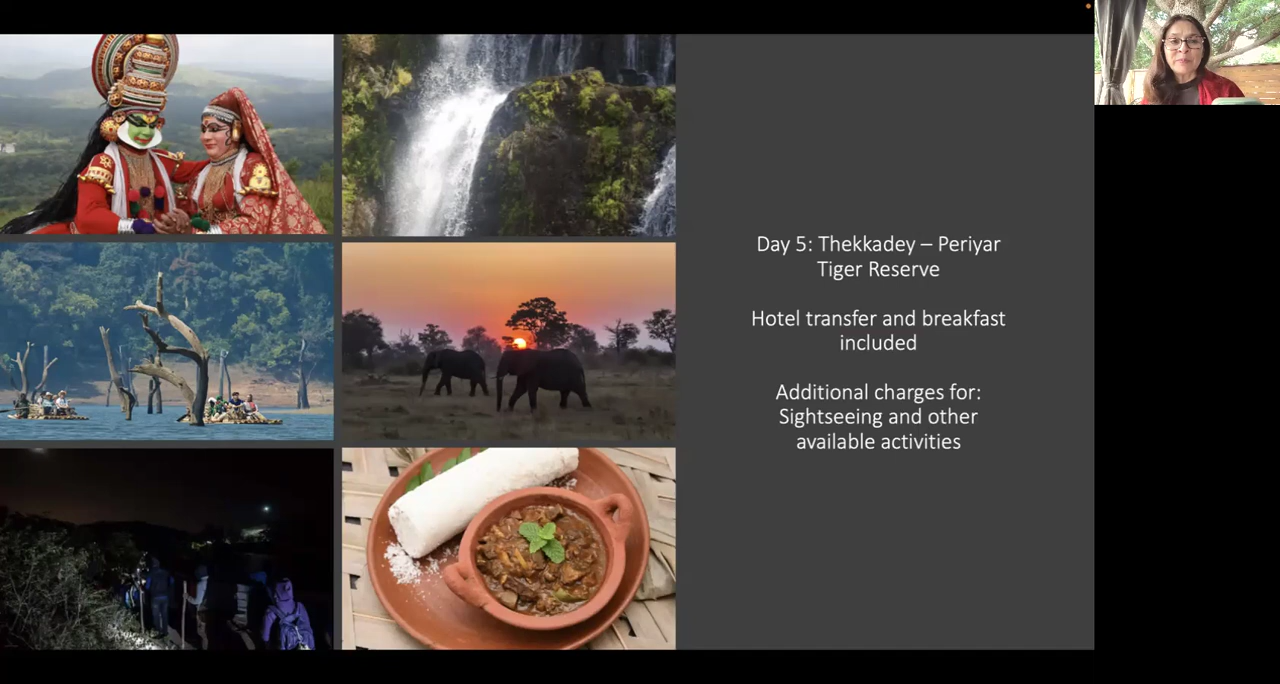 Day 5: Thekkadey – Periyar
Tiger Reserve
Hotel transfer and breakfast
included
Additional charges for:
Sightseeing and other
available activities